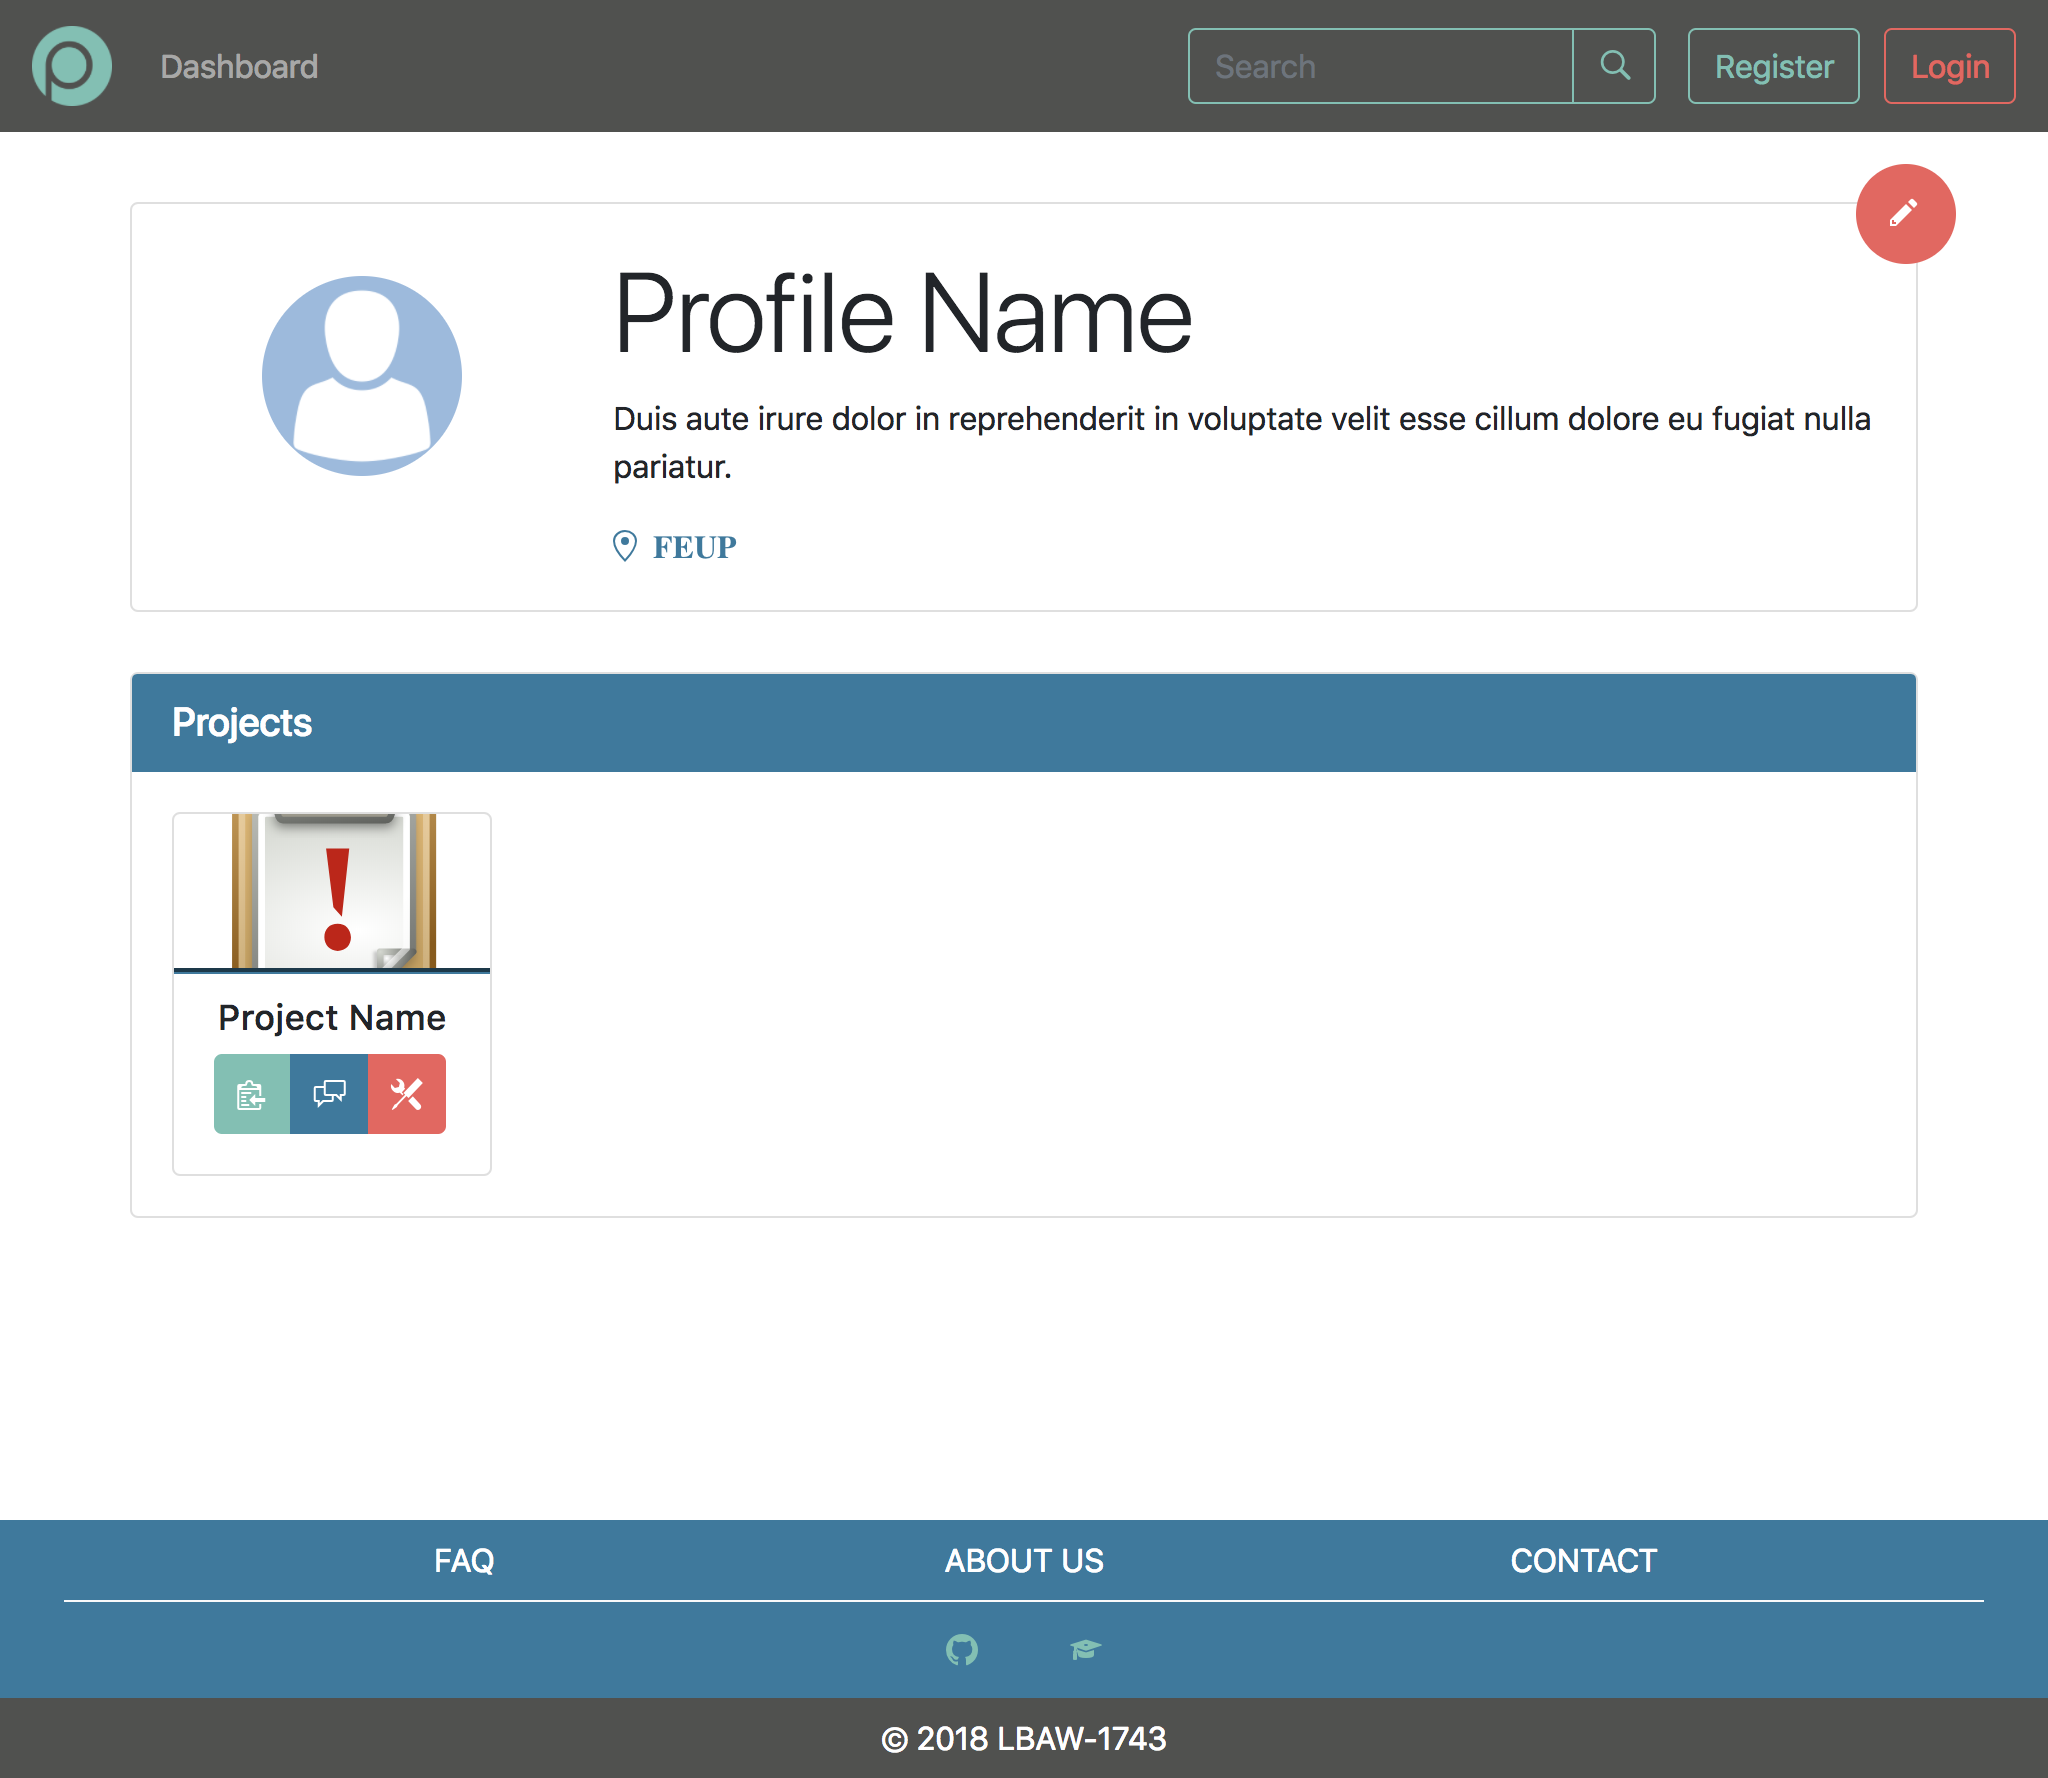 Dashboard
Search
Register
Login
Profile Name
Duis aute irure dolor in reprehenderit in voluptate velit esse cillum dolore eu fugiat nulla
pariatur.
FEUP
Projects
!
Project Name
FAQ
ABOUT US
CONTACT
© 2018 LBAW-1743